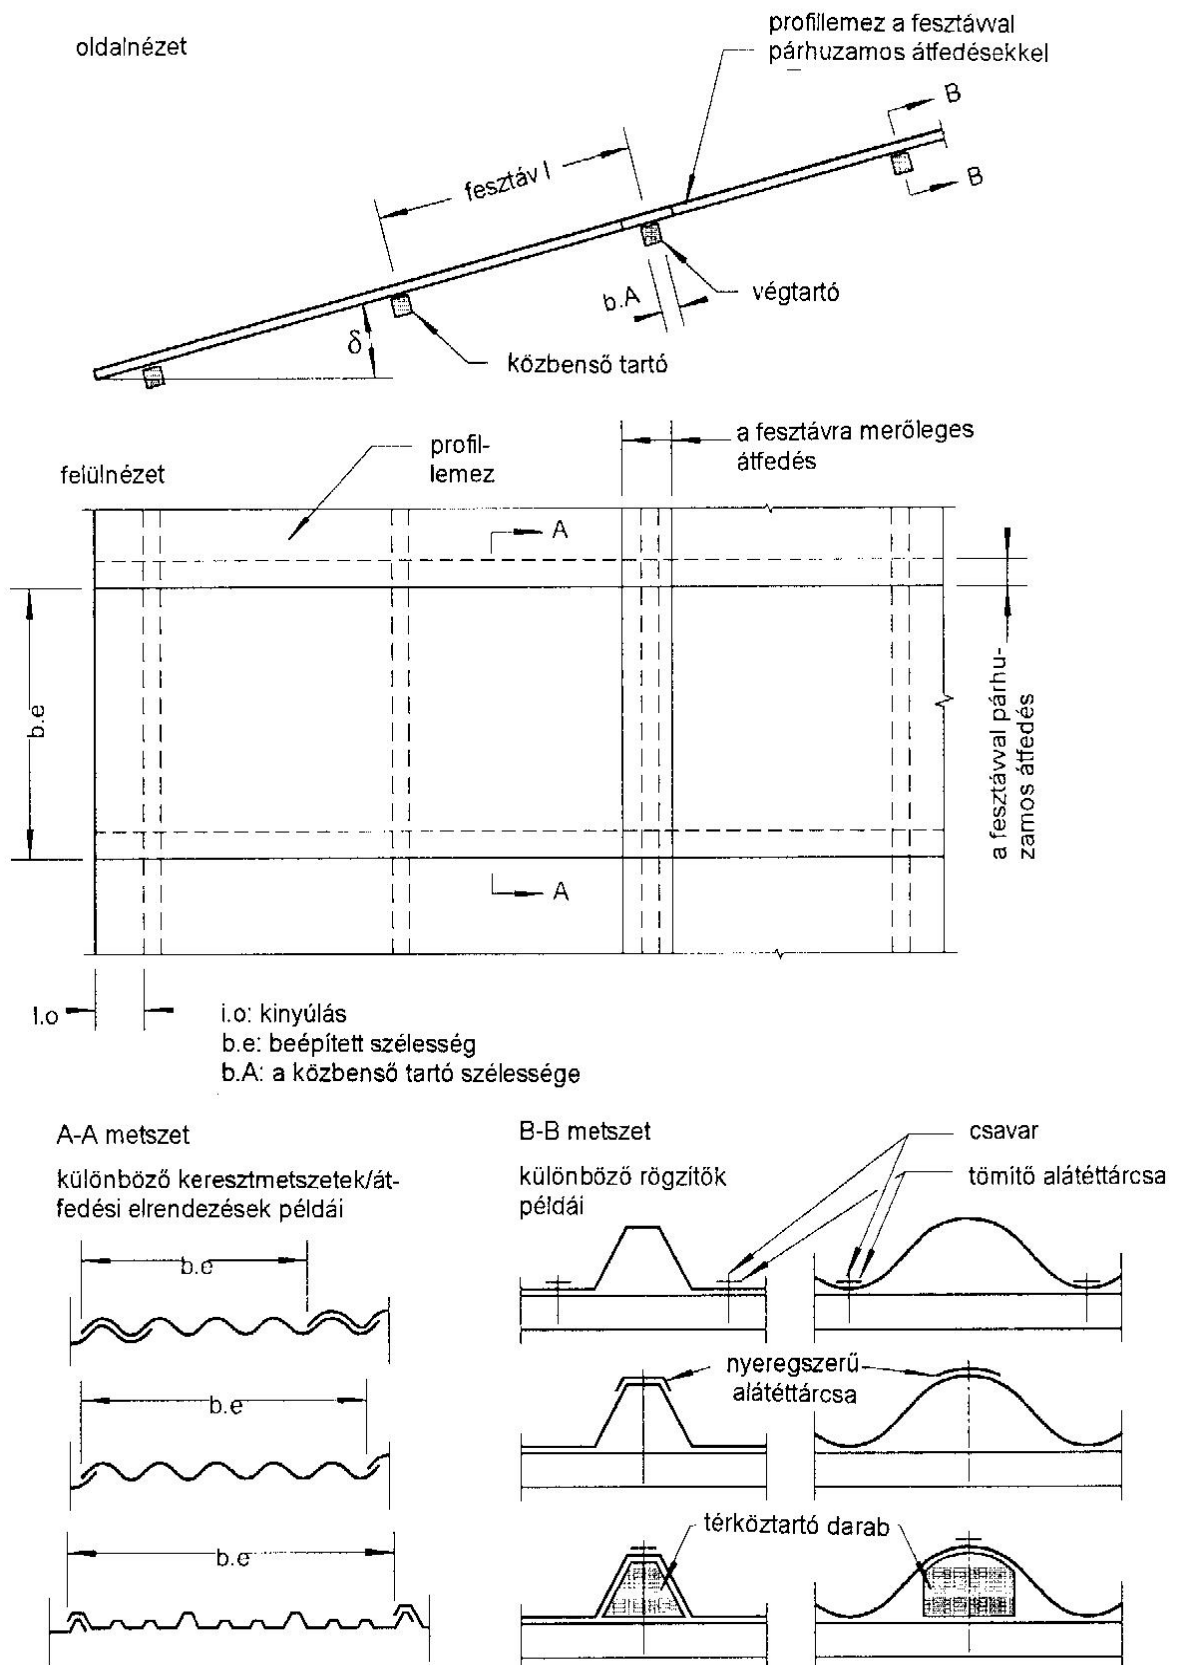 oldalnézet
profillemez a fesztávval
párhuzamos átfedésekkel
B
B
fesztáv l
b.A
végtartó
δ
közbenső tartó
felülnézet
profil-
lemez
a fesztávra merőleges
átfedés
A
b.e
a fesztávval párhu-
zamos átfedés
A
l.o
i.o: kinyúlás
b.e: beépített szélesség
b.A: a közbenső tartó szélessége
A-A metszet
különböző keresztmetszetek/át-
fedési elrendezések példái
b.e
b.e
b.e
B-B metszet
különböző rögzítők
példái
csavar
tömítő alátéttárcsa
nyeregszerű
alátéttárcsa
térköztartó darab